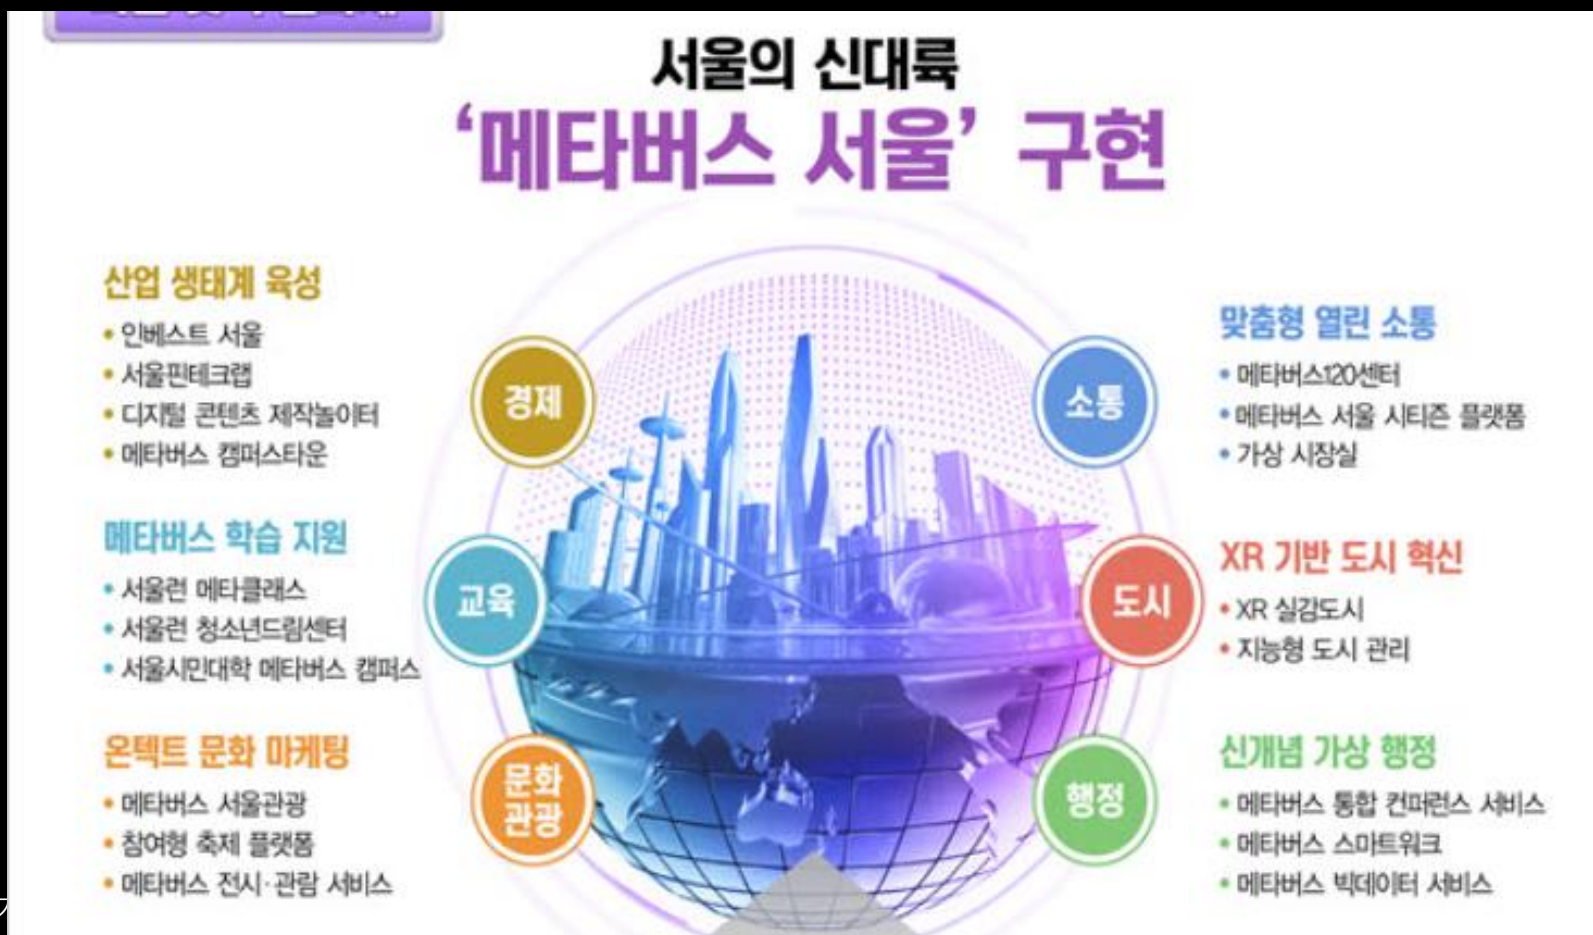 서울의 신대륙
‘메타버스 서울’ 구현
산업 생태계 육성
• 인베스트 서울
• 서울핀테크랩
• 디지털 콘텐츠 제작놀이터
• 메타버스 캠퍼스타운
경제
메타버스 학습 지원
• 서울런 메타클래스
• 서울런 청소년드림센터
• 서울시민대학 메타버스 캠퍼스
교육
온텍트 문화 마케팅
• 메타버스 서울관광
• 참여형 축제 플랫폼
• 메타버스 전시·관람 서비스
문화
관광
소통
맞춤형 열린 소통
• 메타버스120센터
• 메타버스 서울 시티즌 플랫폼
• 가상 시장실
도시
XR 기반 도시 혁신
• XR 실감도시
• 지능형 도시 관리
행정
신개념 가상 행정
• 메타버스 통합 컨퍼런스 서비스
• 메타버스 스마트워크
• 메타버스 빅데이터 서비스